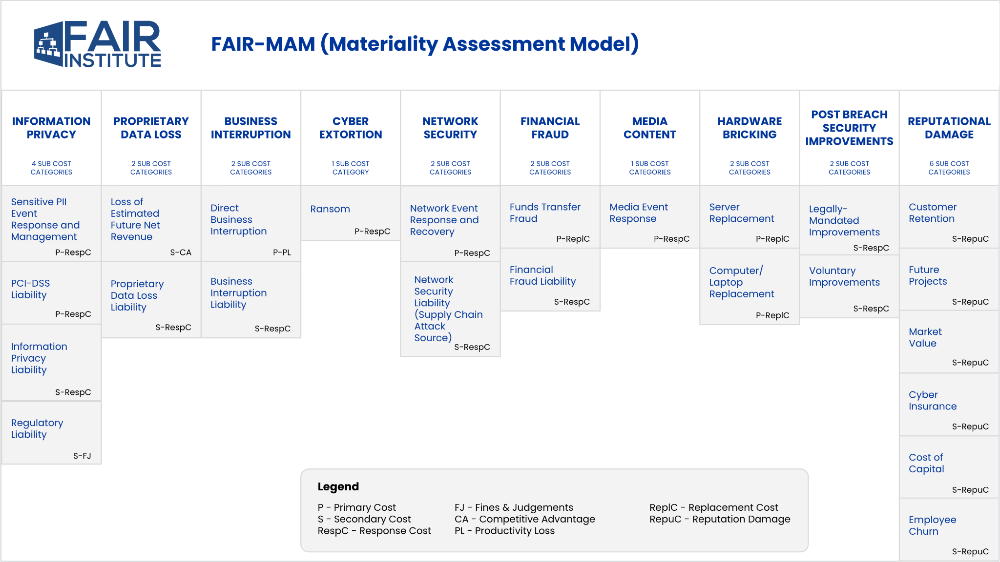 FAIR
INSTITUTE
FAIR-MAM (Materiality Assessment Model)
INFORMATION
PRIVACY
4 SUB COST
CATEGORIES
Sensitive PII
Event
Response and
Management
P-RespC
PCI-DSS
Liability
P-RespC
Information
Privacy
Liability
S-RespC
Regulatory
Liability
S-FJ
PROPRIETARY
DATA LOSS
2 SUB COST
CATEGORIES
Loss of
Estimated
Future Net
Revenue
S-CA
Proprietary
Data Loss
Liability
S-RespC
BUSINESS
INTERRUPTION
2 SUB COST
CATEGORIES
Direct
Business
Interruption
P-PL
Business
Interruption
Liability
S-RespC
CYBER
EXTORTION
1 SUB COST
CATEGORY
Ransom
P-RespC
NETWORK
SECURITY
2 SUB COST
CATEGORIES
Network Event
Response and
Recovery
P-RespC
Network
Security
Liability
(Supply Chain
Attack
Source)
S-RespC
FINANCIAL
FRAUD
2 SUB COST
CATEGORIES
Funds Transfer
Fraud
P-ReplC
Financial
Fraud Liability
S-RespC
MEDIA
CONTENT
1 SUB COST
CATEGORIES
Media Event
Response
P-RespC
HARDWARE
BRICKING
2 SUB COST
CATEGORIES
Server
Replacement
P-ReplC
Computer/
Laptop
Replacement
P-ReplC
POST BREACH
SECURITY
IMPROVEMENTS
2 SUB COST
CATEGORIES
Legally-
Mandated
Improvements
S-RespC
Voluntary
Improvements
S-RespC
REPUTATIONAL
DAMAGE
6 SUB COST
CATEGORIES
Customer
Retention
S-RepuC
Future
Projects
S-RepuC
Market
Value
S-RepuC
Cyber
Insurance
S-RepuC
Cost of
Capital
S-RepuC
Employee
Churn
S-RepuC
Legend
P - Primary Cost
S - Secondary Cost
RespC - Response Cost
FJ - Fines & Judgements
CA - Competitive Advantage
PL - Productivity Loss
ReplC - Replacement Cost
RepuC - Reputation Damage